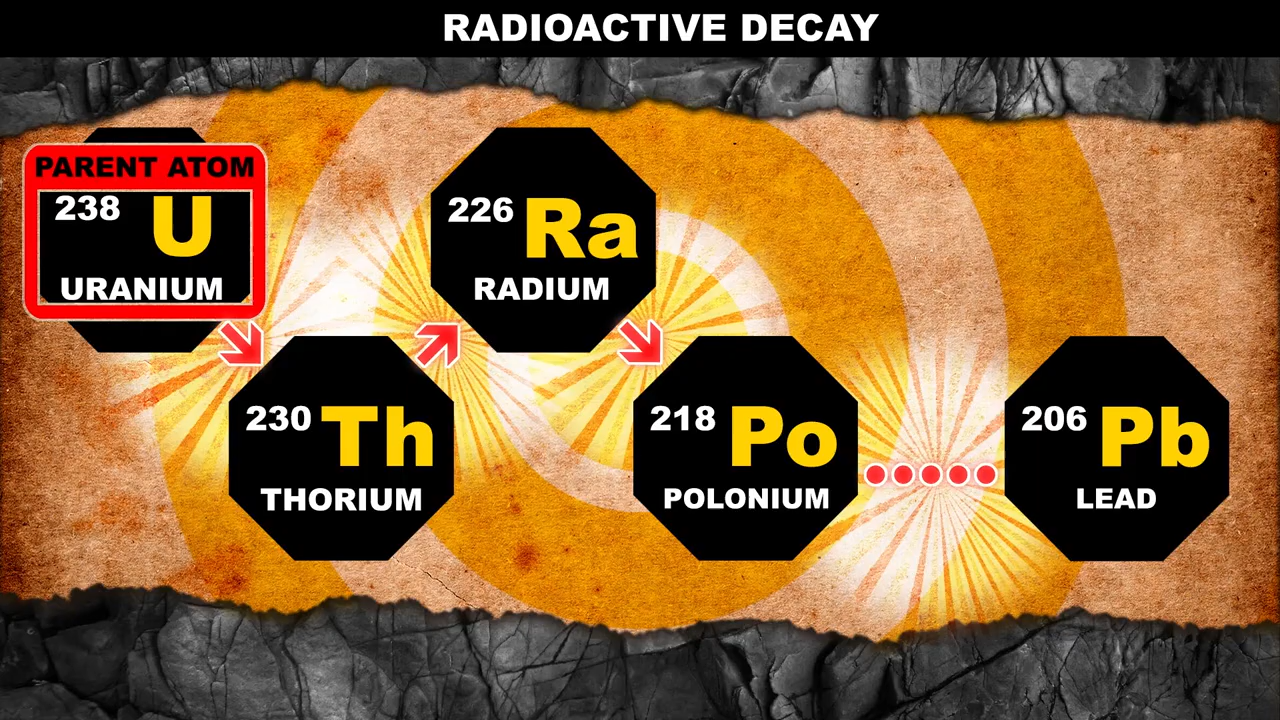 RADIOACTIVE DECAY
PARENT ATOM
238 U
URANIUM
226 Ra
RADIUM
230 Th
THORIUM
218 Po
POLONIUM
206 Pb
LEAD